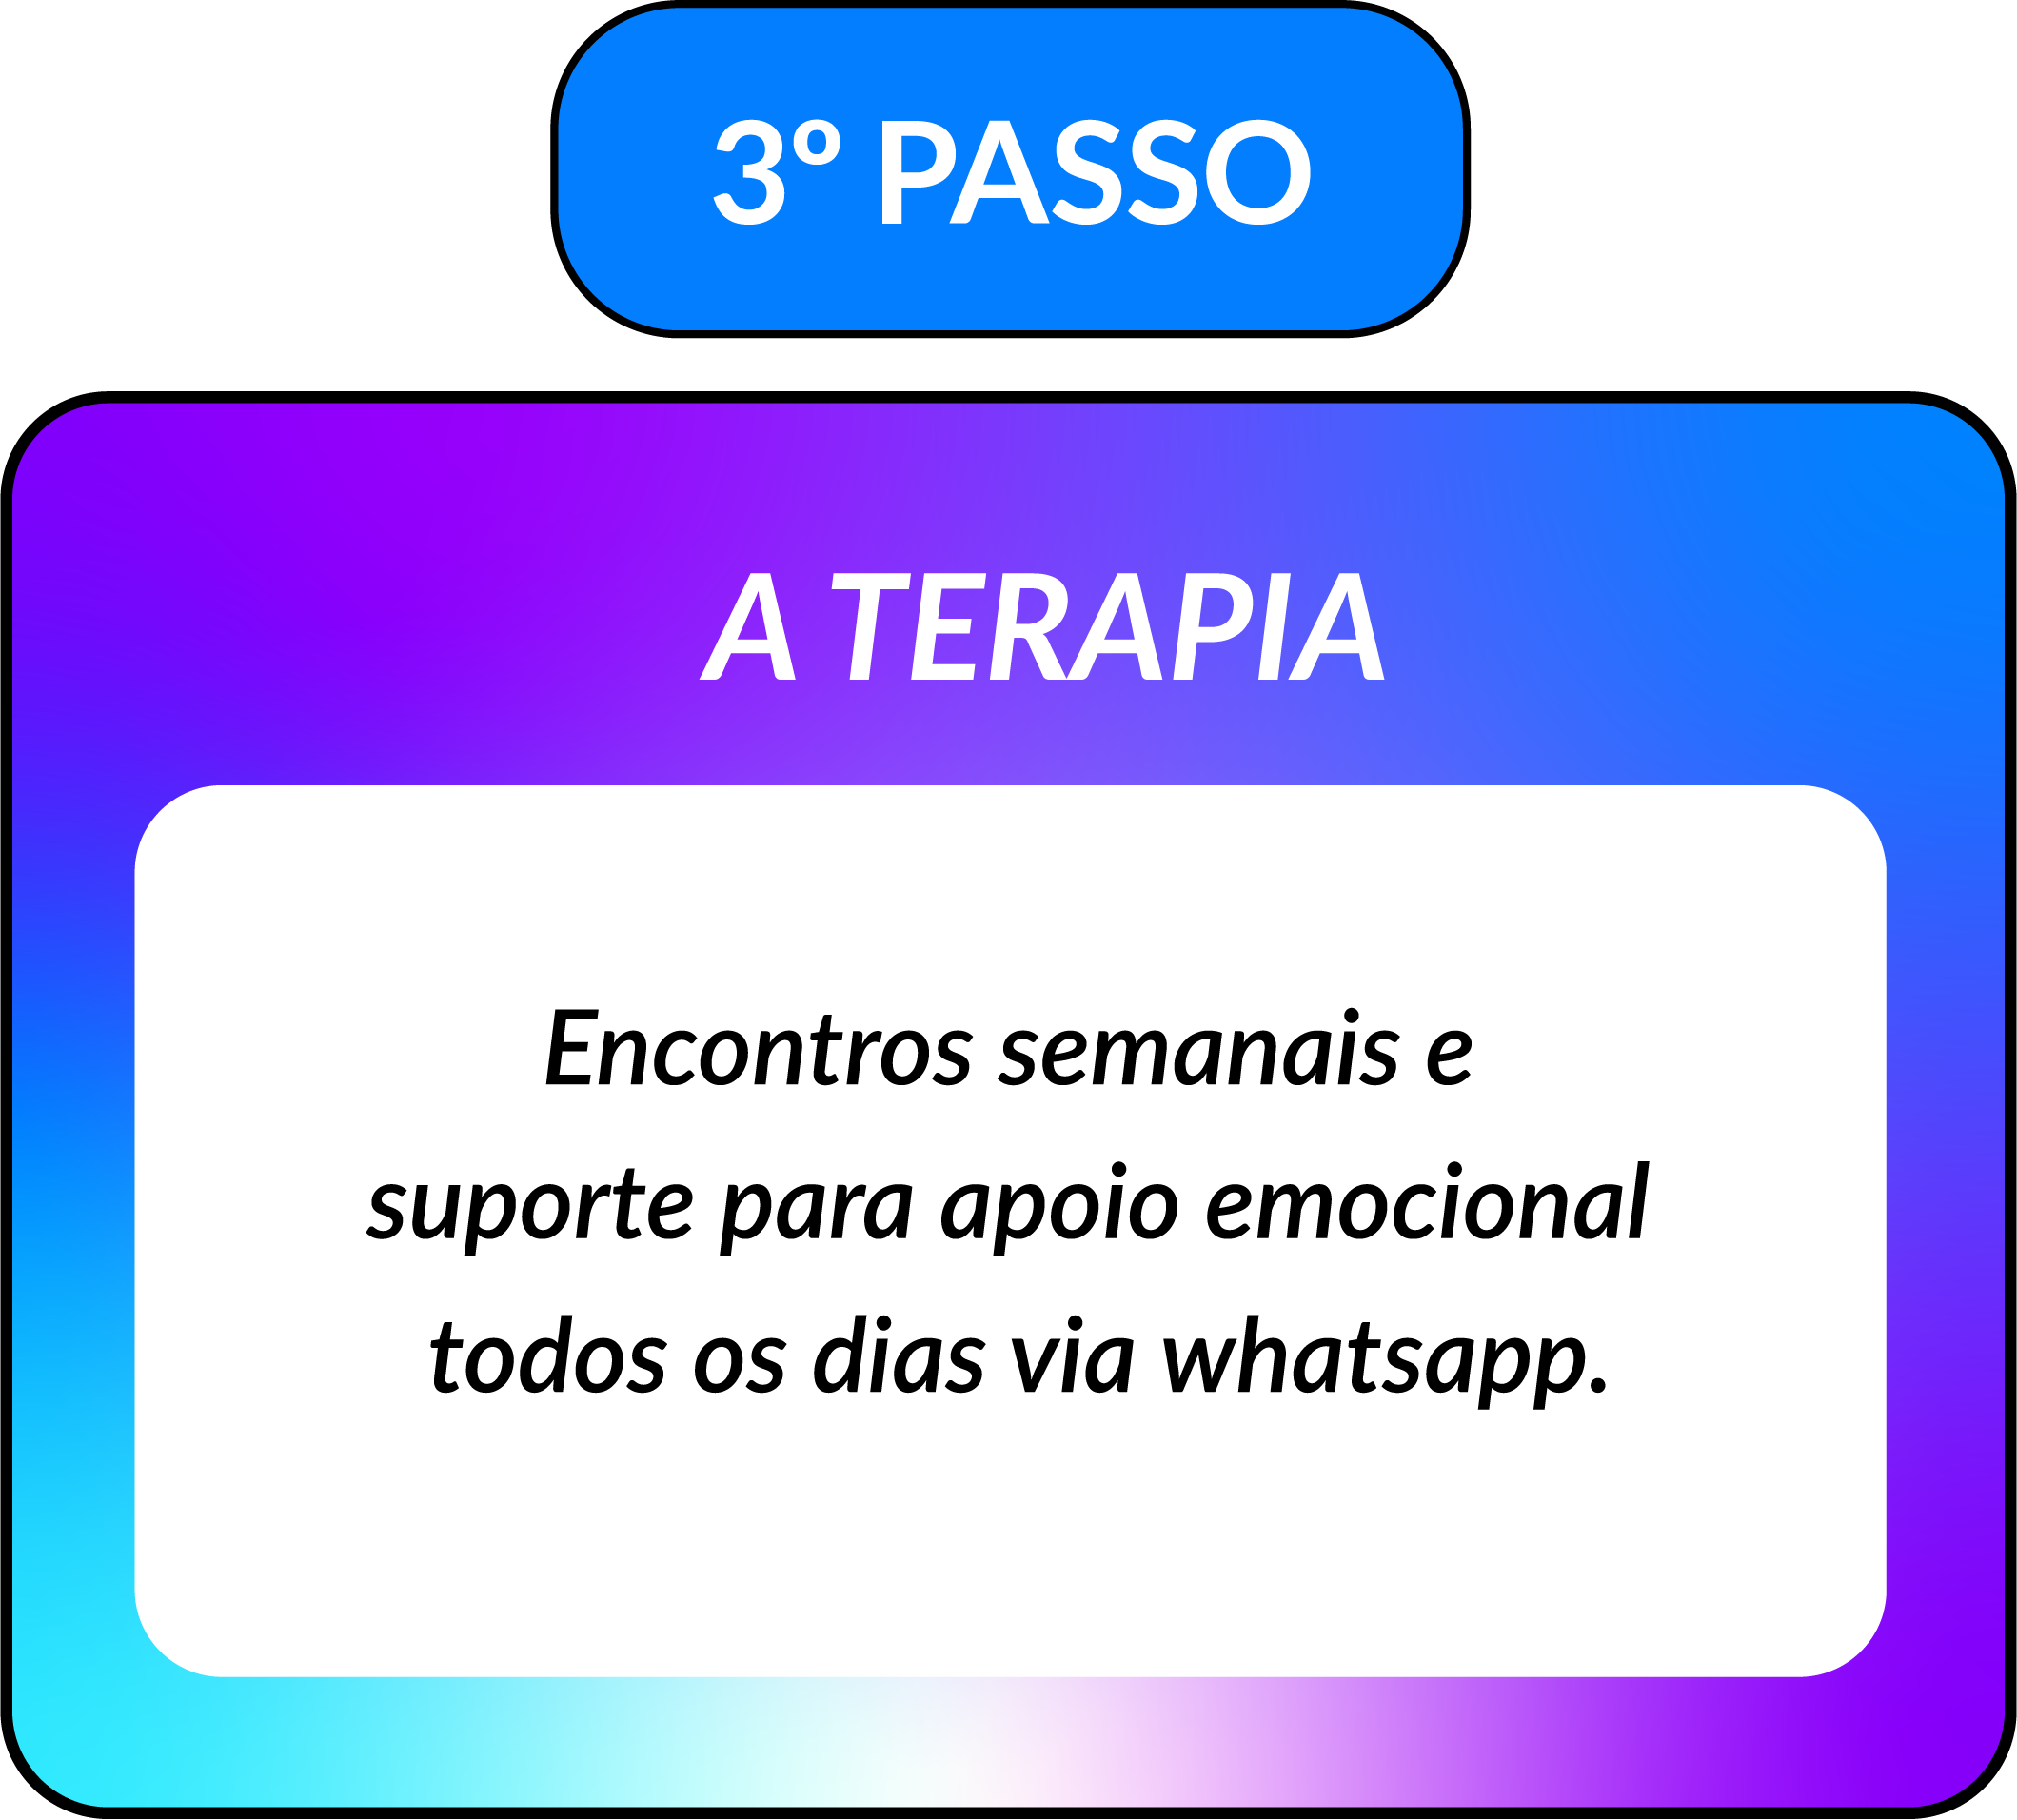 3º PASSO
A TERAPIA
Encontros semanais e
suporte para apoio emocional
todos os dias via whatsapp.